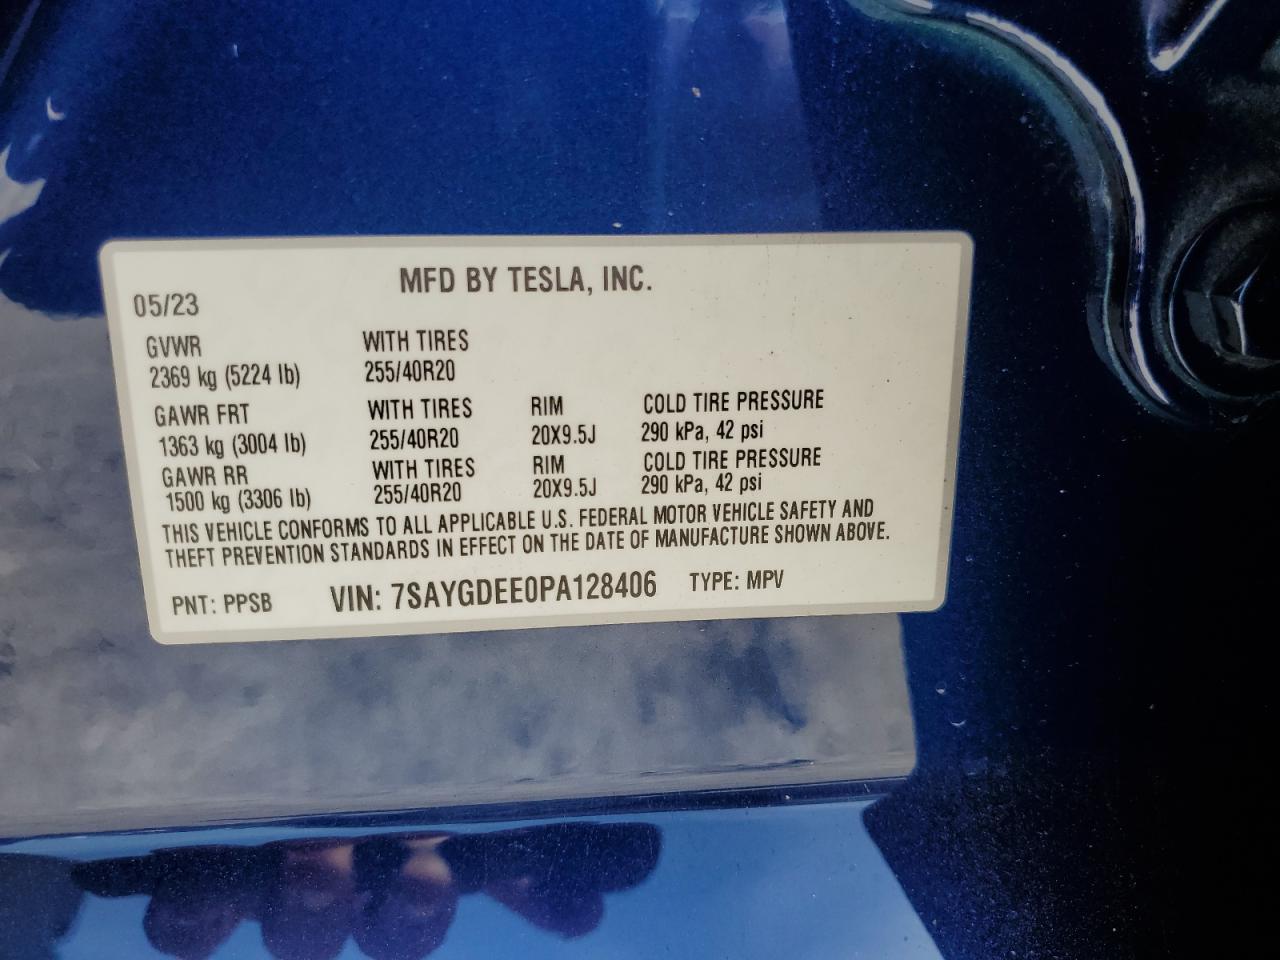 MFD BY TESLA, INC.
05/23
GVWR WITH TIRES
2369 kg (5224 lb) 255/40R20
GAWR FRT WITH TIRES RIM COLD TIRE PRESSURE
1363 kg (3004 lb) 255/40R20 20X9.5J 290 kPa, 42 psi
GAWR RR WITH TIRES RIM COLD TIRE PRESSURE
1500 kg (3306 lb) 255/40R20 20X9.5J 290 kPa, 42 psi
THIS VEHICLE CONFORMS TO ALL APPLICABLE U.S. FEDERAL MOTOR VEHICLE SAFETY AND
THEFT PREVENTION STANDARDS IN EFFECT ON THE DATE OF MANUFACTURE SHOWN ABOVE.
PNT: PPSB VIN: 7SAYGDEE0PA128406 TYPE: MPV